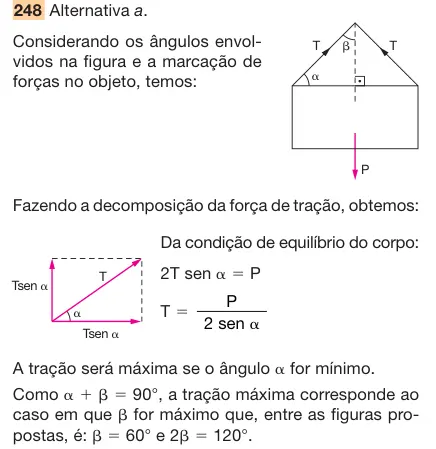 248 Alternativa a.
Considerando os ângulos envol-
vidos na figura e a marcação de
forças no objeto, temos:
T β T
α
P
Fazendo a decomposição da força de tração, obtemos:
Da condição de equilíbrio do corpo:
Tsen α
T
α
Tsen α
2T sen α = P
T = P / 2 sen α
A tração será máxima se o ângulo α for mínimo.
Como α + β = 90°, a tração máxima corresponde ao
caso em que β for máximo que, entre as figuras pro-
postas, é: β = 60° e 2β = 120°.